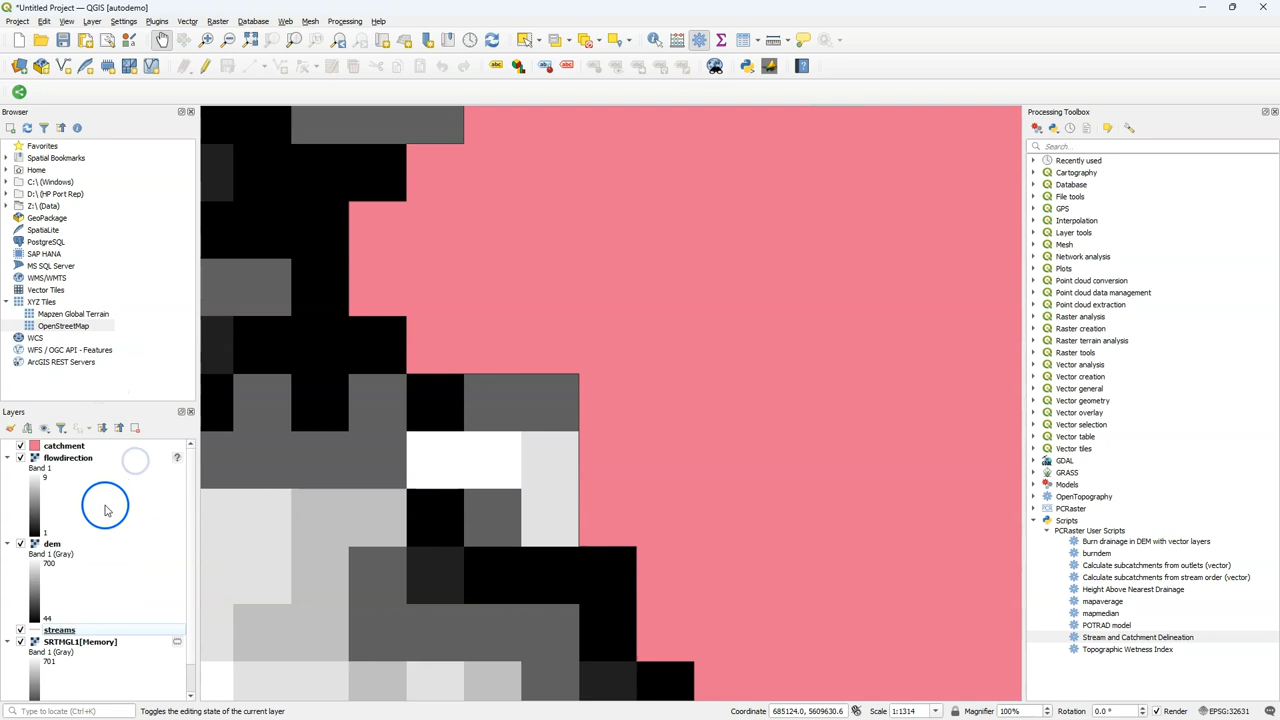 *Untitled Project — QGIS [autodemo]
Project Edit View Layer Settings Plugins Vector Raster Database Web Mesh Processing Help
Browser
Favorites
Spatial Bookmarks
Home
C:\ (Windows)
D:\ (HP Port Rep)
Z:\ (Data)
GeoPackage
SpatiaLite
PostgreSQL
SAP HANA
MS SQL Server
WMS/WMTS
Vector Tiles
XYZ Tiles
Mapzen Global Terrain
OpenStreetMap
WCS
WFS / OGC API - Features
ArcGIS REST Servers
Layers
catchment
flowdirection
Band 1
9
1
dem
Band 1 (Gray)
700
44
streams
SRTMGL1[Memory]
Band 1 (Gray)
701
Processing Toolbox
Search...
Recently used
Cartography
Database
File tools
GPS
Interpolation
Layer tools
Mesh
Network analysis
Plots
Point cloud conversion
Point cloud data management
Point cloud extraction
Raster analysis
Raster creation
Raster terrain analysis
Raster tools
Vector analysis
Vector creation
Vector general
Vector geometry
Vector overlay
Vector selection
Vector table
Vector tiles
GDAL
GRASS
Models
OpenTopography
PCRaster
Scripts
PCRaster User Scripts
Burn drainage in DEM with vector layers
burndem
Calculate subcatchments from outlets (vector)
Calculate subcatchments from stream order (vector)
Height Above Nearest Drainage
mapaverage
mapmedian
POTRAD model
Stream and Catchment Delineation
Topographic Wetness Index
Type to locate (Ctrl+K) Toggles the editing state of the current layer Coordinate 685124.0, 5609630.6 Scale 1:1314 Magnifier 100% Rotation 0.0 ° Render EPSG:32631